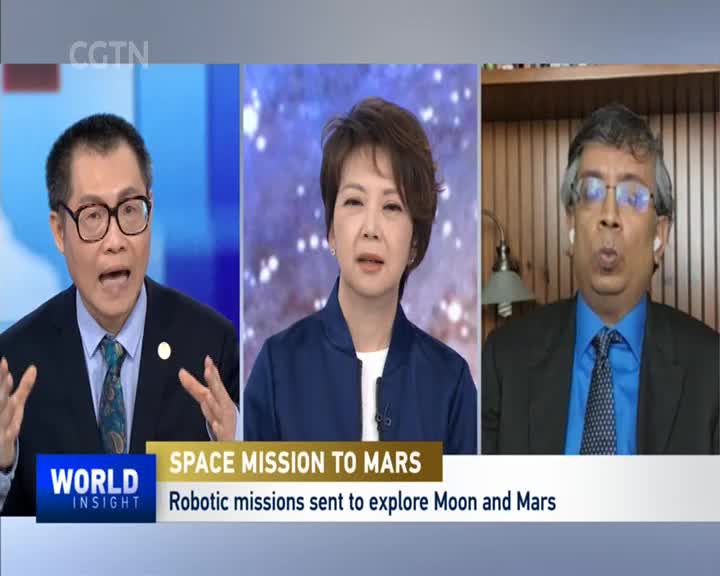 CGTN
SPACE MISSION TO MARS
WORLD
INSIGHT
Robotic missions sent to explore Moon and Mars